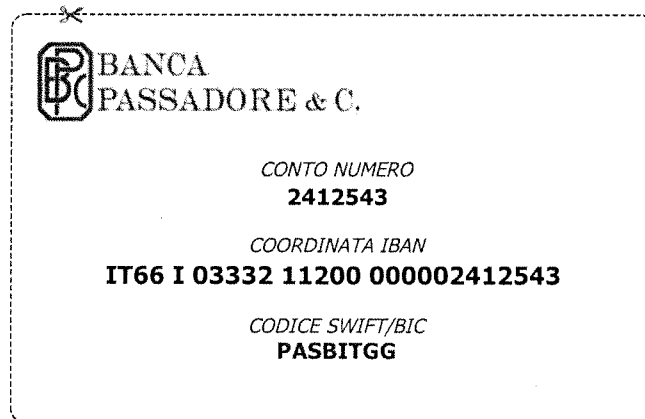 BANCA
PASSADORE & C.
CONTO NUMERO
2412543
COORDINATA IBAN
IT66 I 03332 11200 000002412543
CODICE SWIFT/BIC
PASBITGG